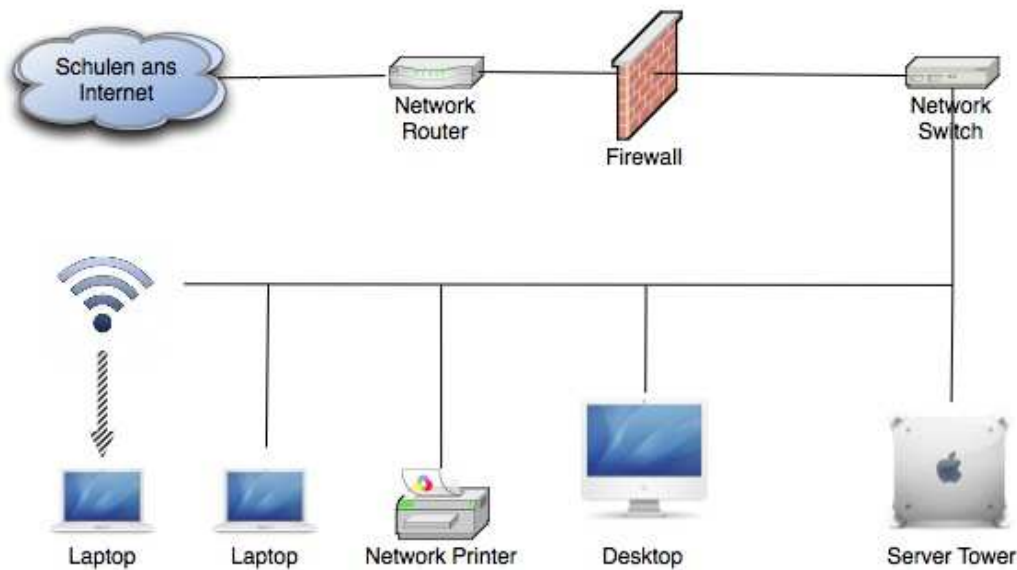 Schulen ans
Internet
Network
Router
Firewall
Network
Switch
Laptop
Laptop
Network Printer
Desktop
Server Tower